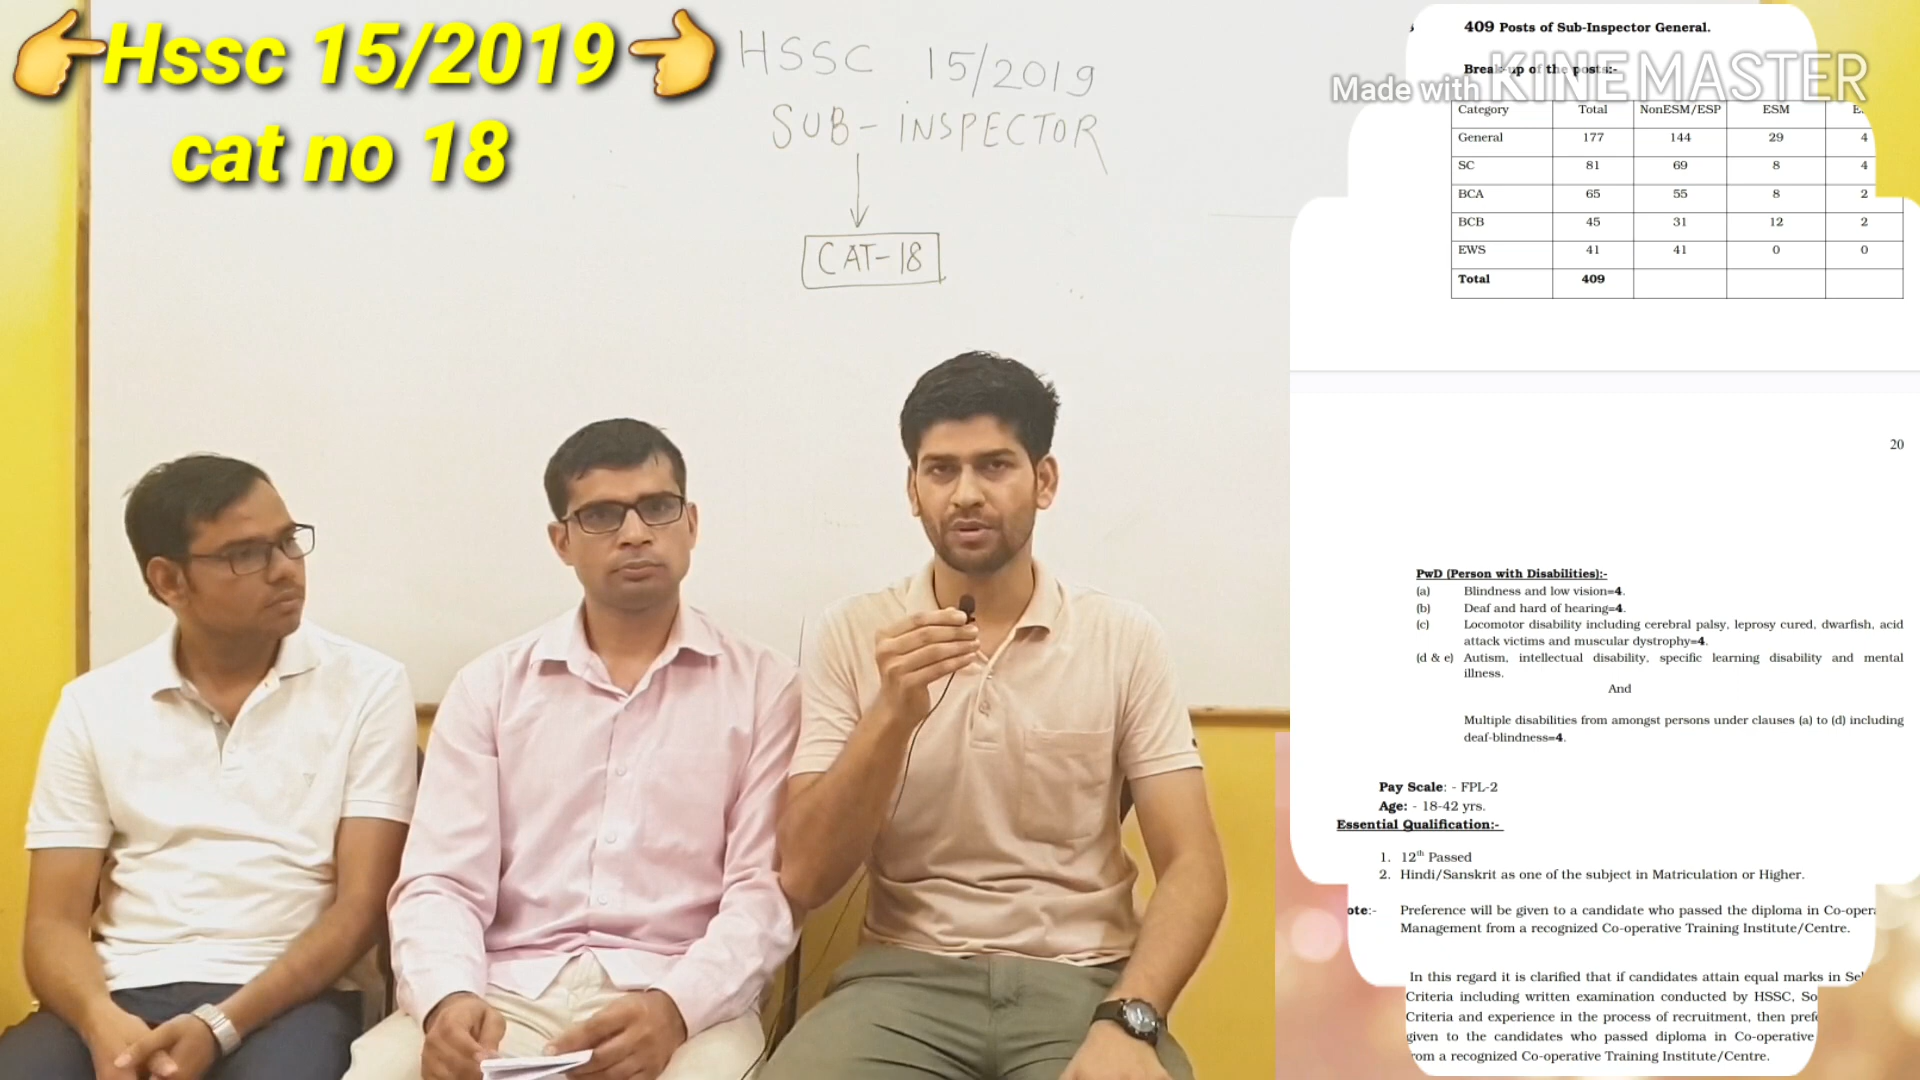 Hssc 15/2019
cat no 18
HSSC 15/2019
SUB-INSPECTOR
CAT-18
Made with KINEMASTER
409 Posts of Sub-Inspector General.
Break-up of the posts:-
Category Total NonESM/ESP ESM
General 177 144 29 4
SC 81 69 8 4
BCA 65 55 8 2
BCB 45 31 12 2
EWS 41 41 0 0
Total 409
20
PwD (Person with Disabilities):-
(a) Blindness and low vision=4.
(b) Deaf and hard of hearing=4.
(c) Locomotor disability including cerebral palsy, leprosy cured, dwarfish, acid
attack victims and muscular dystrophy=4.
(d & e) Autism, intellectual disability, specific learning disability and mental
illness.
And
Multiple disabilities from amongst persons under clauses (a) to (d) including
deaf-blindness=4.
Pay Scale: - FPL-2
Age: - 18-42 yrs.
Essential Qualification:-
1. 12th Passed
2. Hindi/Sanskrit as one of the subject in Matriculation or Higher.
ote:- Preference will be given to a candidate who passed the diploma in Co-opera
Management from a recognized Co-operative Training Institute/Centre.
In this regard it is clarified that if candidates attain equal marks in
Criteria including written examination conducted by HSSC, So
Criteria and experience in the process of recruitment, then
given to the candidates who passed diploma in Co-operative
rom a recognized Co-operative Training Institute/Centre.